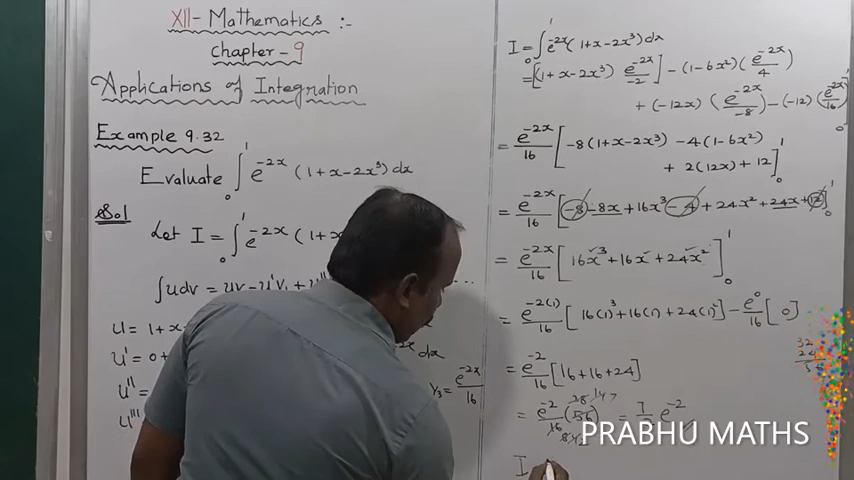 XII- Mathematics :-
chapter - 9
Applications of Integration
Example 9.32
Evaluate ∫₀¹ e^{-2x} (1+x-2x³) dx
Sol
Let I = ∫₀¹ e^{-2x} (1+x
∫udv = uv - u'v₁ + u''
u = 1+x
u' = 0+
u'' =
u'''
dx
v₃ = e^{-2x}/16
I = ∫₀¹ e^{-2x} (1+x-2x³) dx
= [(1+x-2x³) e^{-2x}/-2] - (1-6x²) (e^{-2x}/4)
+ (-12x) (e^{-2x}/-8) - (-12) (e^{-2x}/16)
= e^{-2x}/16 [-8(1+x-2x³) - 4(1-6x²)
+ 2(12x) + 12]₀¹
= e^{-2x}/16 [-8-8x+16x³-4+24x²+24x+12]₀¹
= e^{-2x}/16 [16x³+16x+24x²]₀¹
= e^{-2(1)}/16 [16(1)³+16(1)+24(1)²] - e⁰/16 [0]
= e^{-2}/16 [16+16+24]
32
24
= e^{-2}/16 (56) = 7/2 e^{-2}
I
PRABHU MATHS